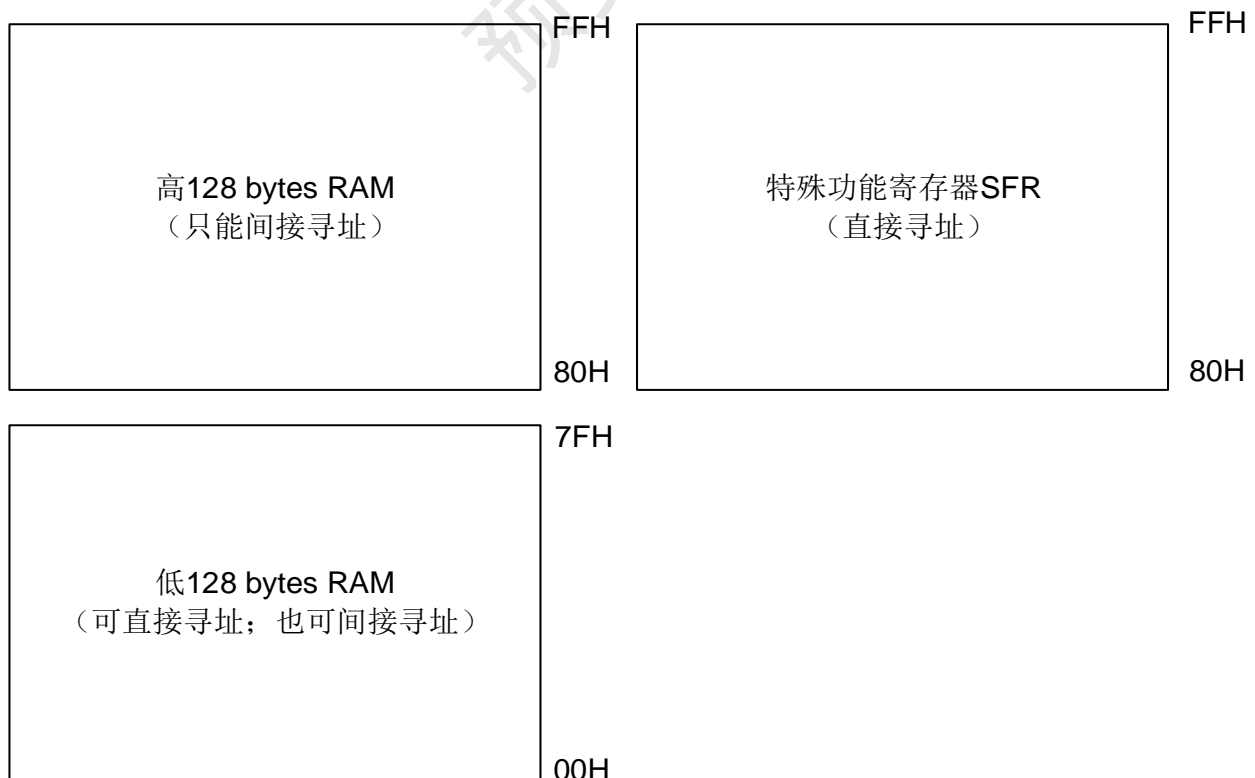 FFH
高128 bytes RAM
（只能间接寻址）
80H
FFH
特殊功能寄存器SFR
（直接寻址）
80H
7FH
低128 bytes RAM
（可直接寻址；也可间接寻址）
00H